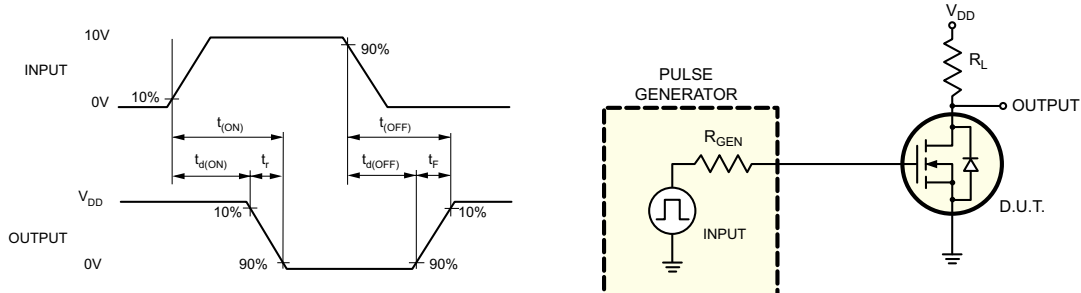 10V
90%
INPUT
10%
0V
t(ON)
t(OFF)
td(ON)
tr
td(OFF)
tF
VDD
10%
10%
OUTPUT
0V
90%
90%
VDD
RL
PULSE
GENERATOR
OUTPUT
RGEN
D.U.T.
INPUT